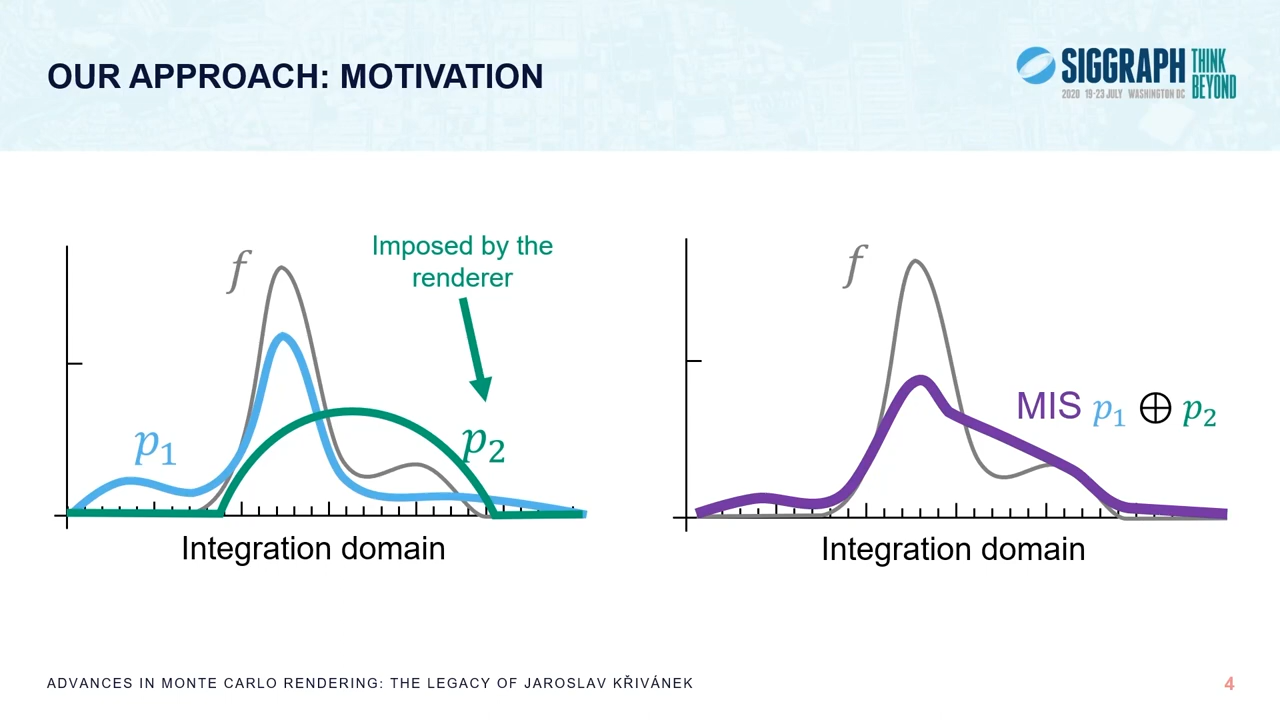 OUR APPROACH: MOTIVATION
SIGGRAPH
THINK
BEYOND
2020 19-23 JULY WASHINGTON DC
f
Imposed by the
renderer
p1
p2
Integration domain
f
MIS p1 ⊕ p2
Integration domain
ADVANCES IN MONTE CARLO RENDERING: THE LEGACY OF JAROSLAV KŘIVÁNEK
4